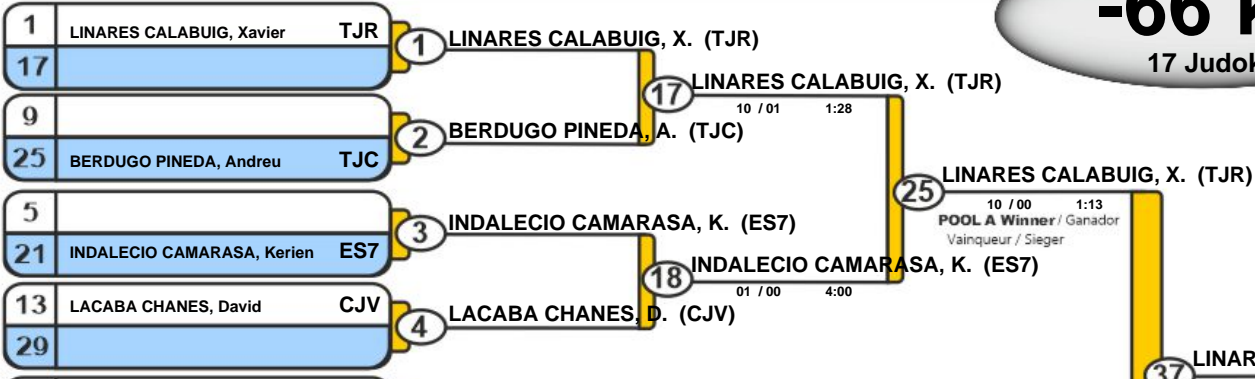 -66
17 Judok
1 LINARES CALABUIG, Xavier TJR
17
9
25 BERDUGO PINEDA, Andreu TJC
5
21 INDALECIO CAMARASA, Kerien ES7
13 LACABA CHANES, David CJV
29
1 LINARES CALABUIG, X. (TJR)
2 BERDUGO PINEDA, A. (TJC)
3 INDALECIO CAMARASA, K. (ES7)
4 LACABA CHANES, D. (CJV)
17 LINARES CALABUIG, X. (TJR)
10 / 01 1:28
18 INDALECIO CAMARASA, K. (ES7)
01 / 00 4:00
25 LINARES CALABUIG, X. (TJR)
10 / 00 1:13
POOL A Winner / Ganador
Vainqueur / Sieger
37 LINAR